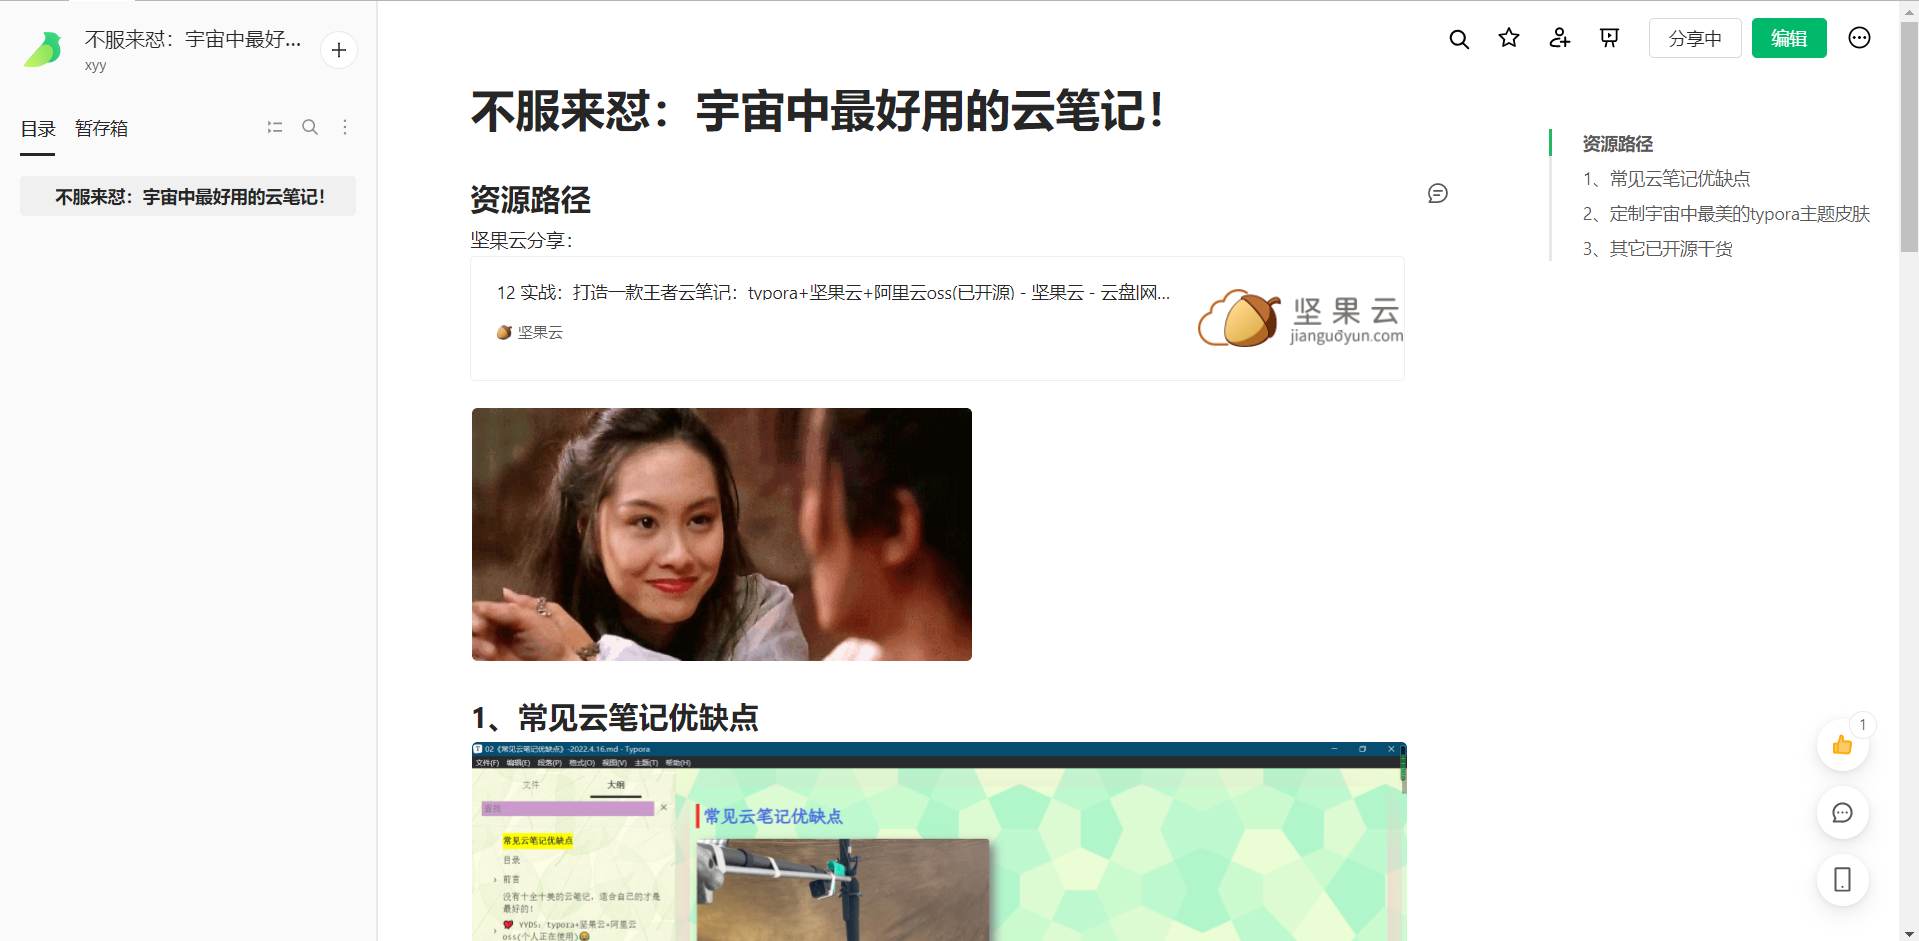 不服来怼：宇宙中最好...
xyy
目录 暂存箱
不服来怼：宇宙中最好用的云笔记！
分享中 编辑
不服来怼：宇宙中最好用的云笔记！
资源路径
坚果云分享：
12 实战：打造一款王者云笔记：typora+坚果云+阿里云oss(已开源) - 坚果云 - 云盘|网...
坚果云
坚果云
jianguoyun.com
资源路径
1、常见云笔记优缺点
2、定制宇宙中最美的typora主题皮肤
3、其它已开源干货
1、常见云笔记优缺点
02《常见云笔记优缺点》-2022.4.16.md - Typora
文件(F) 编辑(E) 段落(P) 格式(O) 视图(V) 主题(T) 帮助(H)
文件 大纲
查找
常见云笔记优缺点
目录
前言
没有十全十美的云笔记，适合自己的才是
最好的！
YYDS：typora+坚果云+阿里云
oss(个人正在使用)
常见云笔记优缺点
1